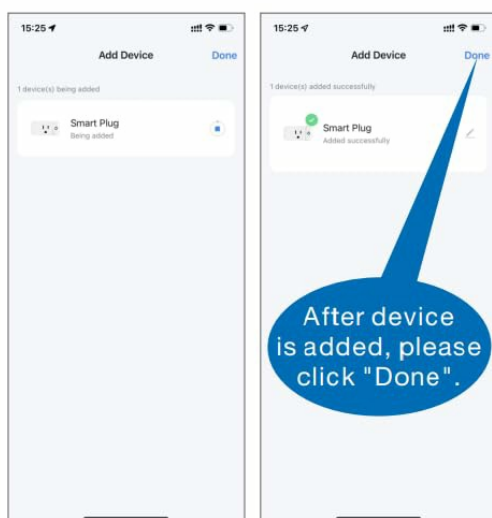 15:25
Add Device
Done
1 device(s) being added
Smart Plug
Being added
15:25
Add Device
Done
1 device(s) added successfully
Smart Plug
Added successfully
After device
is added, please
click "Done".